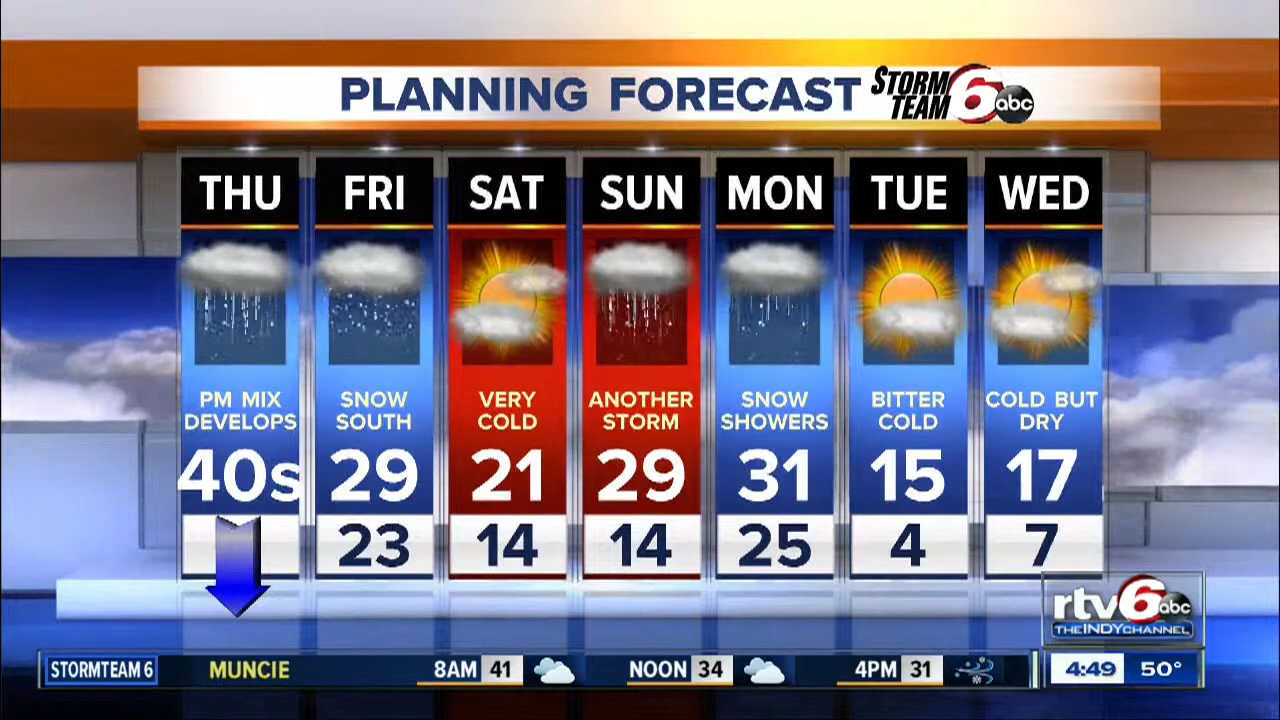 PLANNING FORECAST STORM TEAM 6 abc
THU FRI SAT SUN MON TUE WED
PM MIX DEVELOPS
SNOW SOUTH
VERY COLD
ANOTHER STORM
SNOW SHOWERS
BITTER COLD
COLD BUT DRY
40s 29 21 29 31 15 17
23 14 14 25 4 7
rtv6 abc
THE INDY CHANNEL
STORMTEAM 6 MUNCIE 8AM 41 NOON 34 4PM 31 4:49 50°